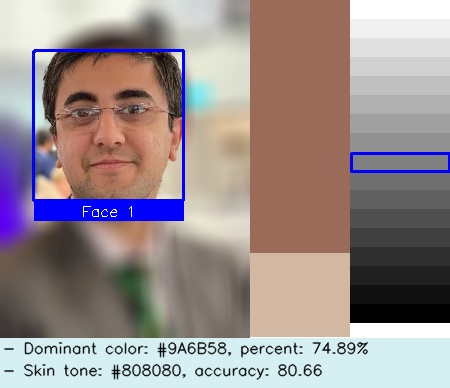 Face 1
- Dominant color: #9A6B58, percent: 74.89%
- Skin tone: #808080, accuracy: 80.66